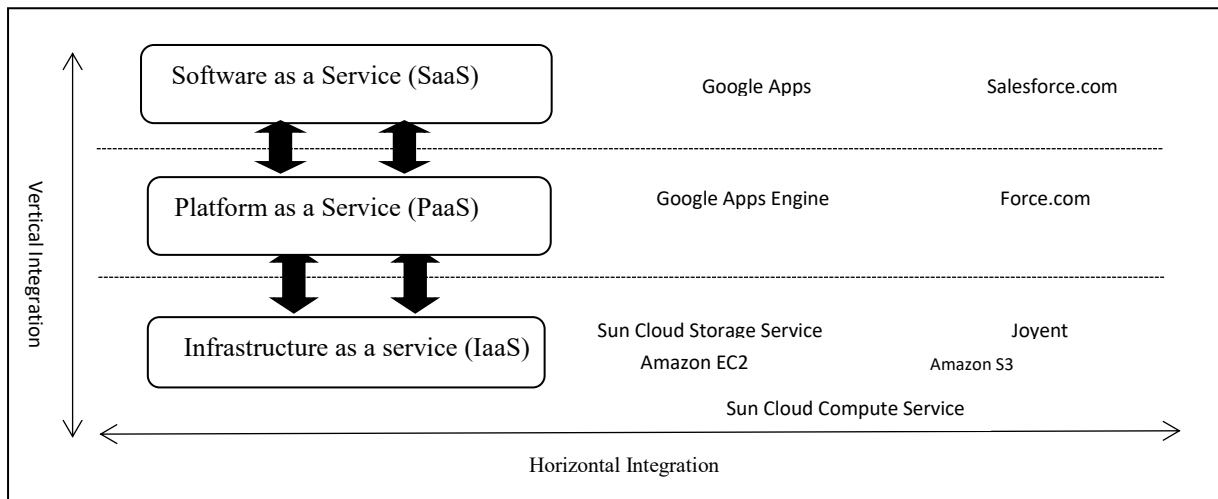 Software as a Service (SaaS)
Google Apps
Salesforce.com
Platform as a Service (PaaS)
Google Apps Engine
Force.com
Vertical Integration
Infrastructure as a service (IaaS)
Sun Cloud Storage Service
Joyent
Amazon EC2
Amazon S3
Sun Cloud Compute Service
Horizontal Integration